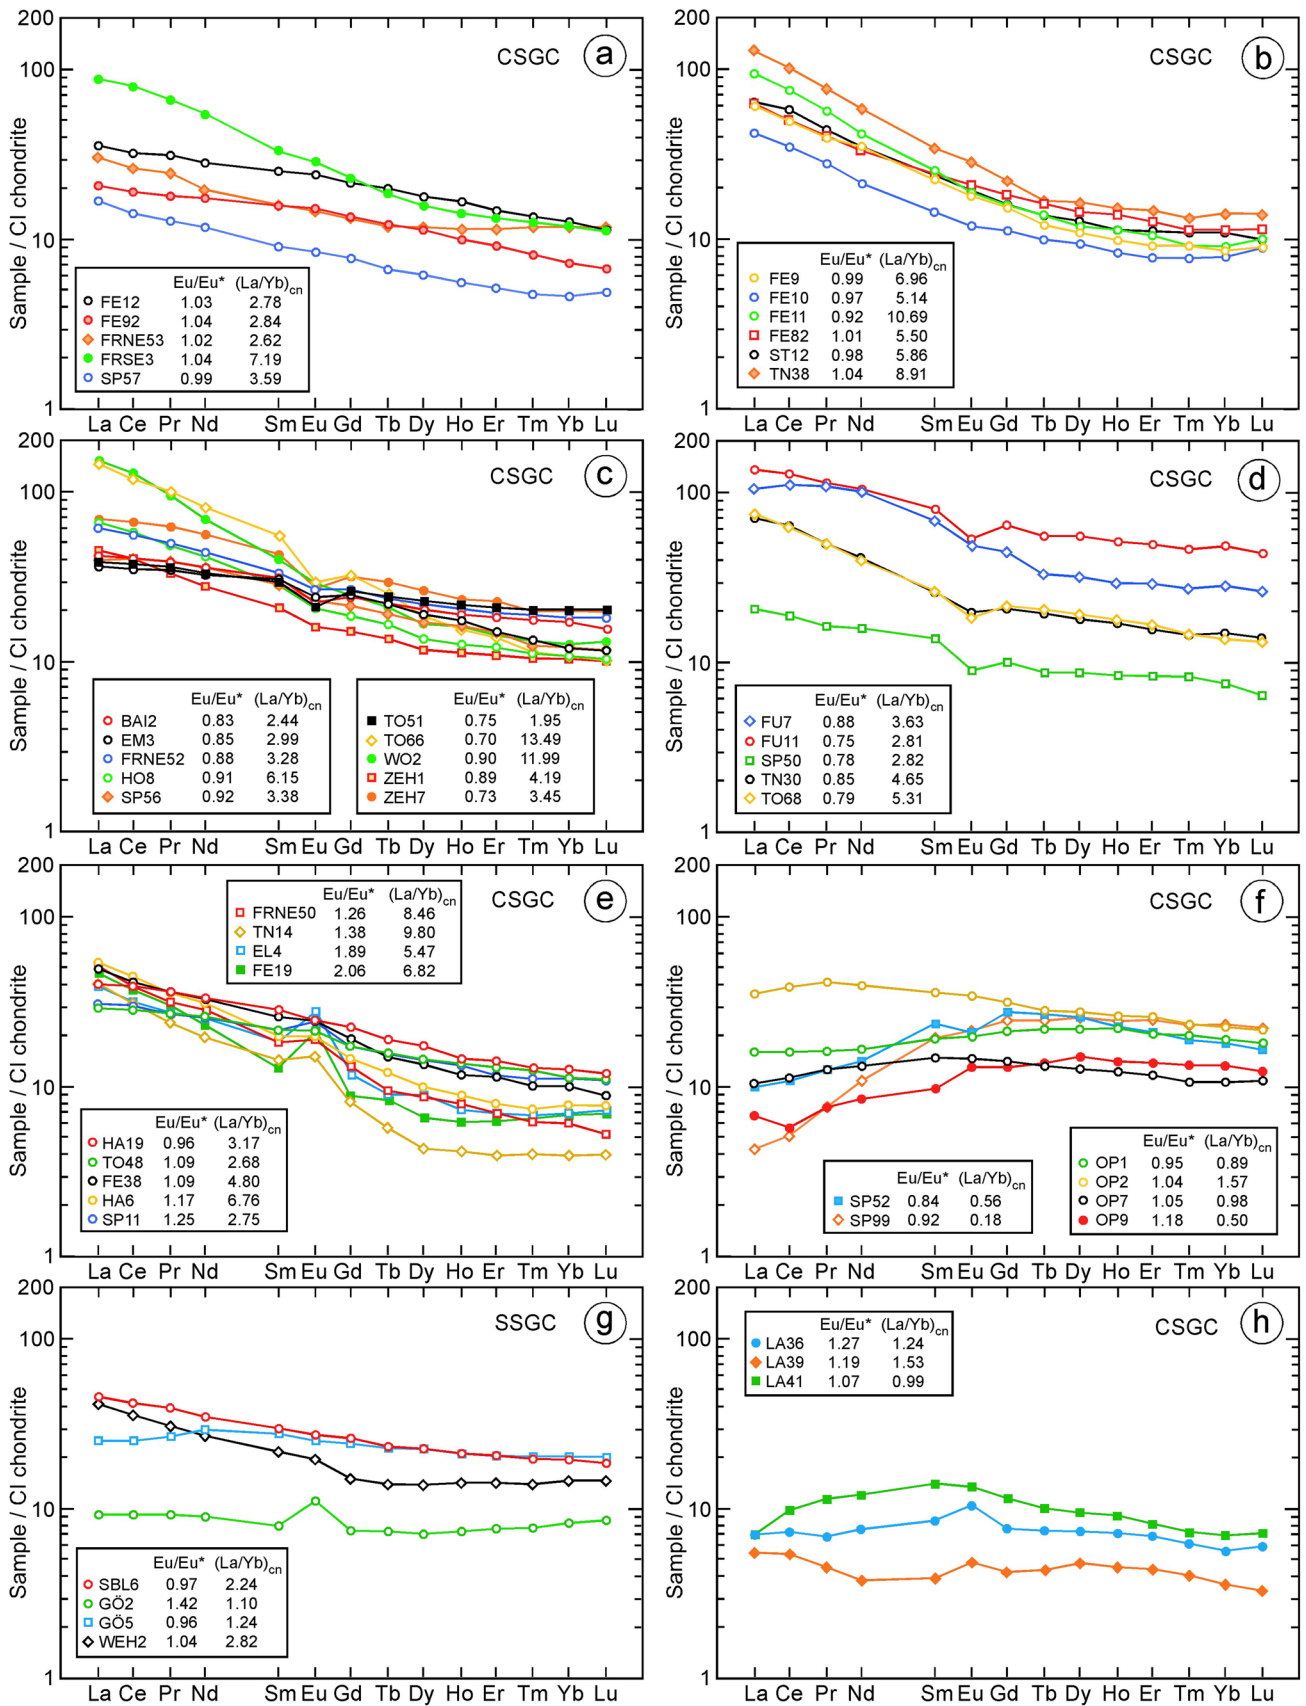 200
100
10
1
Sample / CI chondrite
CSGC
a
Eu/Eu* (La/Yb)cn
FE12 1.03 2.78
FE92 1.04 2.84
FRNE53 1.02 2.62
FRSE3 1.04 7.19
SP57 0.99 3.59
La Ce Pr Nd Sm Eu Gd Tb Dy Ho Er Tm Yb Lu
200
100
10
1
Sample / CI chondrite
CSGC
b
Eu/Eu* (La/Yb)cn
FE9 0.99 6.96
FE10 0.97 5.14
FE11 0.92 10.69
FE82 1.01 5.50
ST12 0.98 5.86
TN38 1.04 8.91
La Ce Pr Nd Sm Eu Gd Tb Dy Ho Er Tm Yb Lu
200
100
10
1
Sample / CI chondrite
CSGC
c
Eu/Eu* (La/Yb)cn
BAI2 0.83 2.44
EM3 0.85 2.99
FRNE52 0.88 3.28
HO8 0.91 6.15
SP56 0.92 3.38
Eu/Eu* (La/Yb)cn
TO51 0.75 1.95
TO66 0.70 13.49
WO2 0.90 11.99
ZEH1 0.89 4.19
ZEH7 0.73 3.45
La Ce Pr Nd Sm Eu Gd Tb Dy Ho Er Tm Yb Lu
200
100
10
1
Sample / CI chondrite
CSGC
d
Eu/Eu* (La/Yb)cn
FU7 0.88 3.63
FU11 0.75 2.81
SP50 0.78 2.82
TN30 0.85 4.65
TO68 0.79 5.31
La Ce Pr Nd Sm Eu Gd Tb Dy Ho Er Tm Yb Lu
200
100
10
1
Sample / CI chondrite
CSGC
e
Eu/Eu* (La/Yb)cn
FRNE50 1.26 8.46
TN14 1.38 9.80
EL4 1.89 5.47
FE19 2.06 6.82
Eu/Eu* (La/Yb)cn
HA19 0.96 3.17
TO48 1.09 2.68
FE38 1.09 4.80
HA6 1.17 6.76
SP11 1.25 2.75
La Ce Pr Nd Sm Eu Gd Tb Dy Ho Er Tm Yb Lu
200
100
10
1
Sample / CI chondrite
CSGC
f
Eu/Eu* (La/Yb)cn
SP52 0.84 0.56
SP99 0.92 0.18
Eu/Eu* (La/Yb)cn
OP1 0.95 0.89
OP2 1.04 1.57
OP7 1.05 0.98
OP9 1.18 0.50
La Ce Pr Nd Sm Eu Gd Tb Dy Ho Er Tm Yb Lu
200
100
10
1
Sample / CI chondrite
SSGC
g
Eu/Eu* (La/Yb)cn
SBL6 0.97 2.24
GÖ2 1.42 1.10
GÖ5 0.96 1.24
WEH2 1.04 2.82
La Ce Pr Nd Sm Eu Gd Tb Dy Ho Er Tm Yb Lu
200
100
10
1
Sample / CI chondrite
CSGC
h
Eu/Eu* (La/Yb)cn
LA36 1.27 1.24
LA39 1.19 1.53
LA41 1.07 0.99
La Ce Pr Nd Sm Eu Gd Tb Dy Ho Er Tm Yb Lu